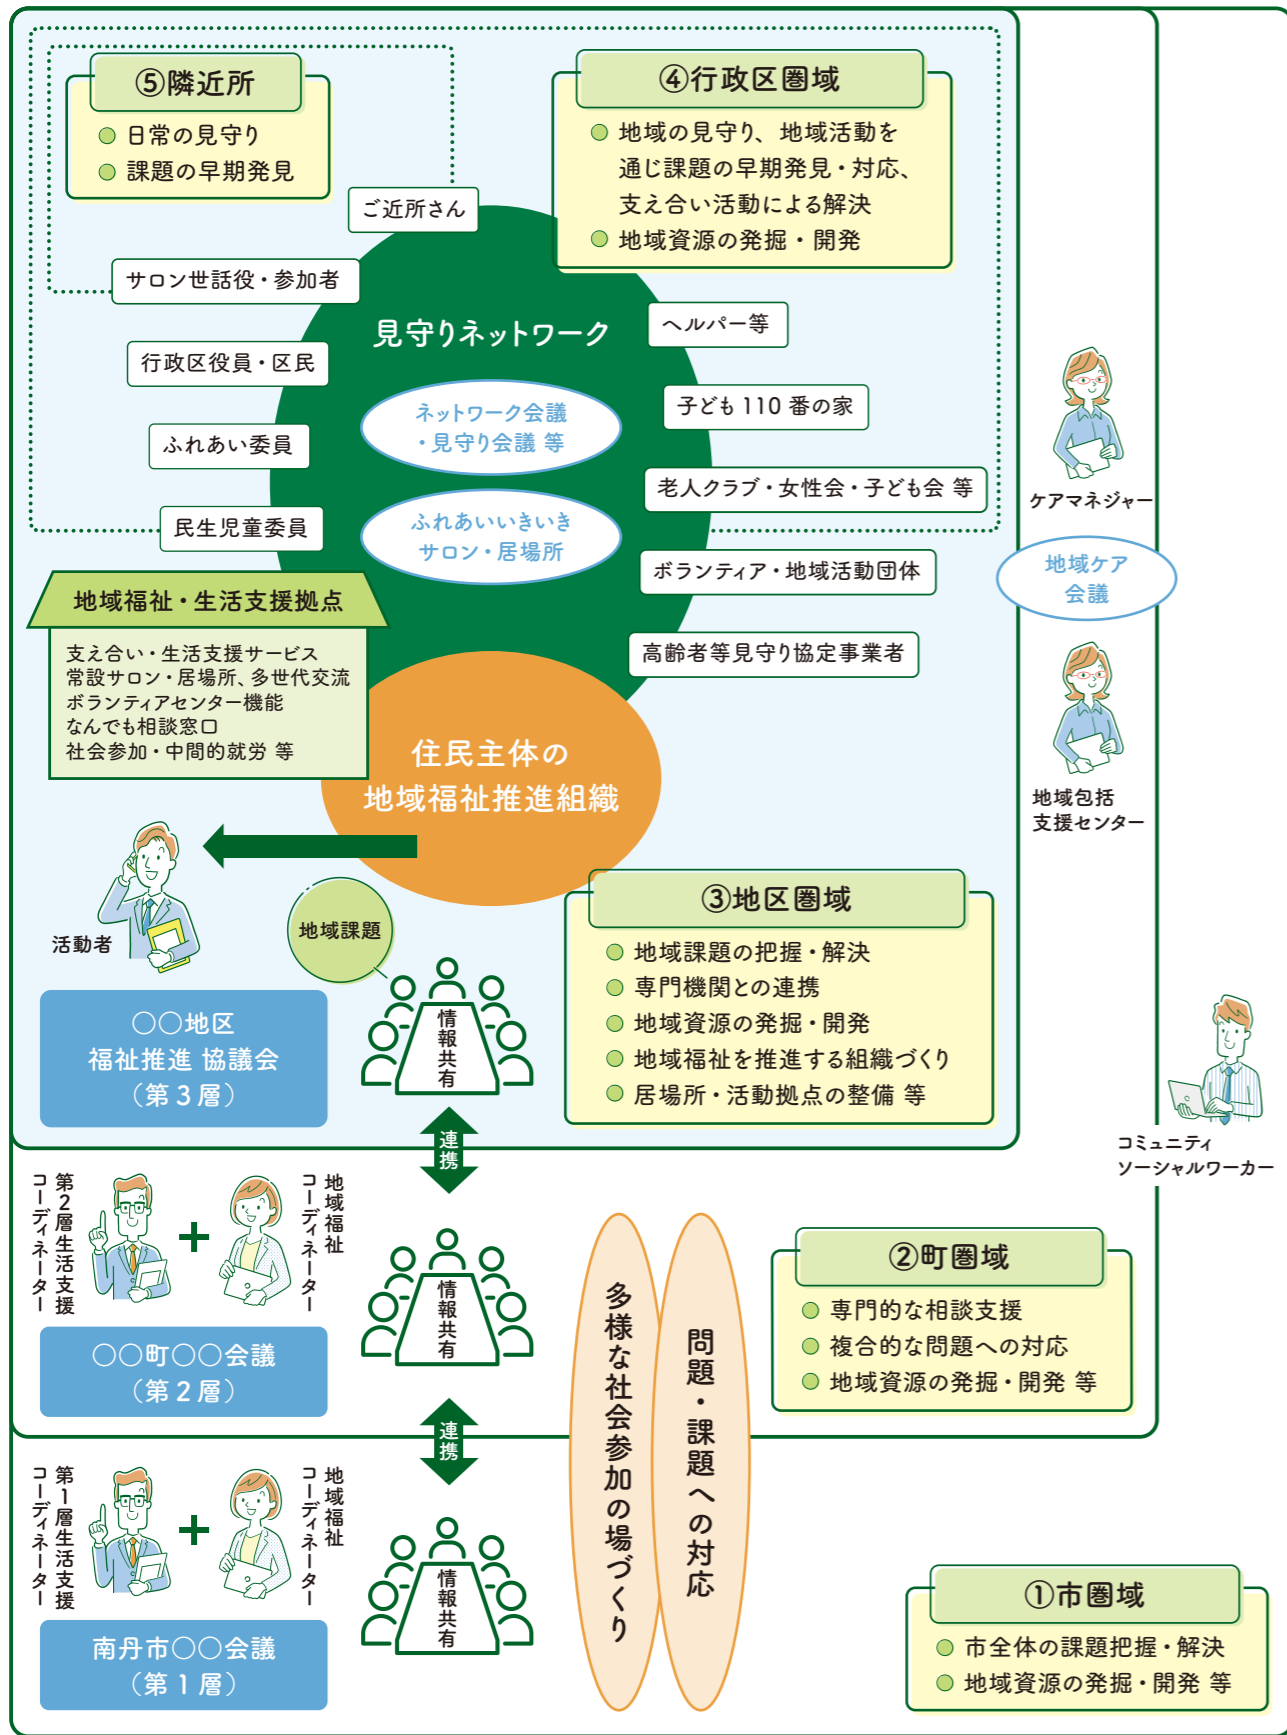 ⑤隣近所
日常の見守り
課題の早期発見
④行政区圏域
地域の見守り、地域活動を
通じ課題の早期発見・対応、
支え合い活動による解決
地域資源の発掘・開発
ご近所さん
サロン世話役・参加者
行政区役員・区民
ふれあい委員
民生児童委員
見守りネットワーク
ネットワーク会議
・見守り会議 等
ふれあいいきいき
サロン・居場所
ヘルパー等
子ども110番の家
老人クラブ・女性会・子ども会 等
ボランティア・地域活動団体
高齢者等見守り協定事業者
ケアマネジャー
地域ケア
会議
地域包括
支援センター
地域福祉・生活支援拠点
支え合い・生活支援サービス
常設サロン・居場所、多世代交流
ボランティアセンター機能
なんでも相談窓口
社会参加・中間的就労 等
住民主体の
地域福祉推進組織
活動者
地域課題
○○地区
福祉推進 協議会
（第3層）
情報共有
③地区圏域
地域課題の把握・解決
専門機関との連携
地域資源の発掘・開発
地域福祉を推進する組織づくり
居場所・活動拠点の整備 等
コミュニティ
ソーシャルワーカー
連携
第2層生活支援
コーディネーター
地域福祉
コーディネーター
○○町○○会議
（第2層）
情報共有
多様な社会参加の場づくり
問題・課題への対応
②町圏域
専門的な相談支援
複合的な問題への対応
地域資源の発掘・開発 等
連携
第1層生活支援
コーディネーター
地域福祉
コーディネーター
南丹市○○会議
（第1層）
情報共有
①市圏域
市全体の課題把握・解決
地域資源の発掘・開発 等